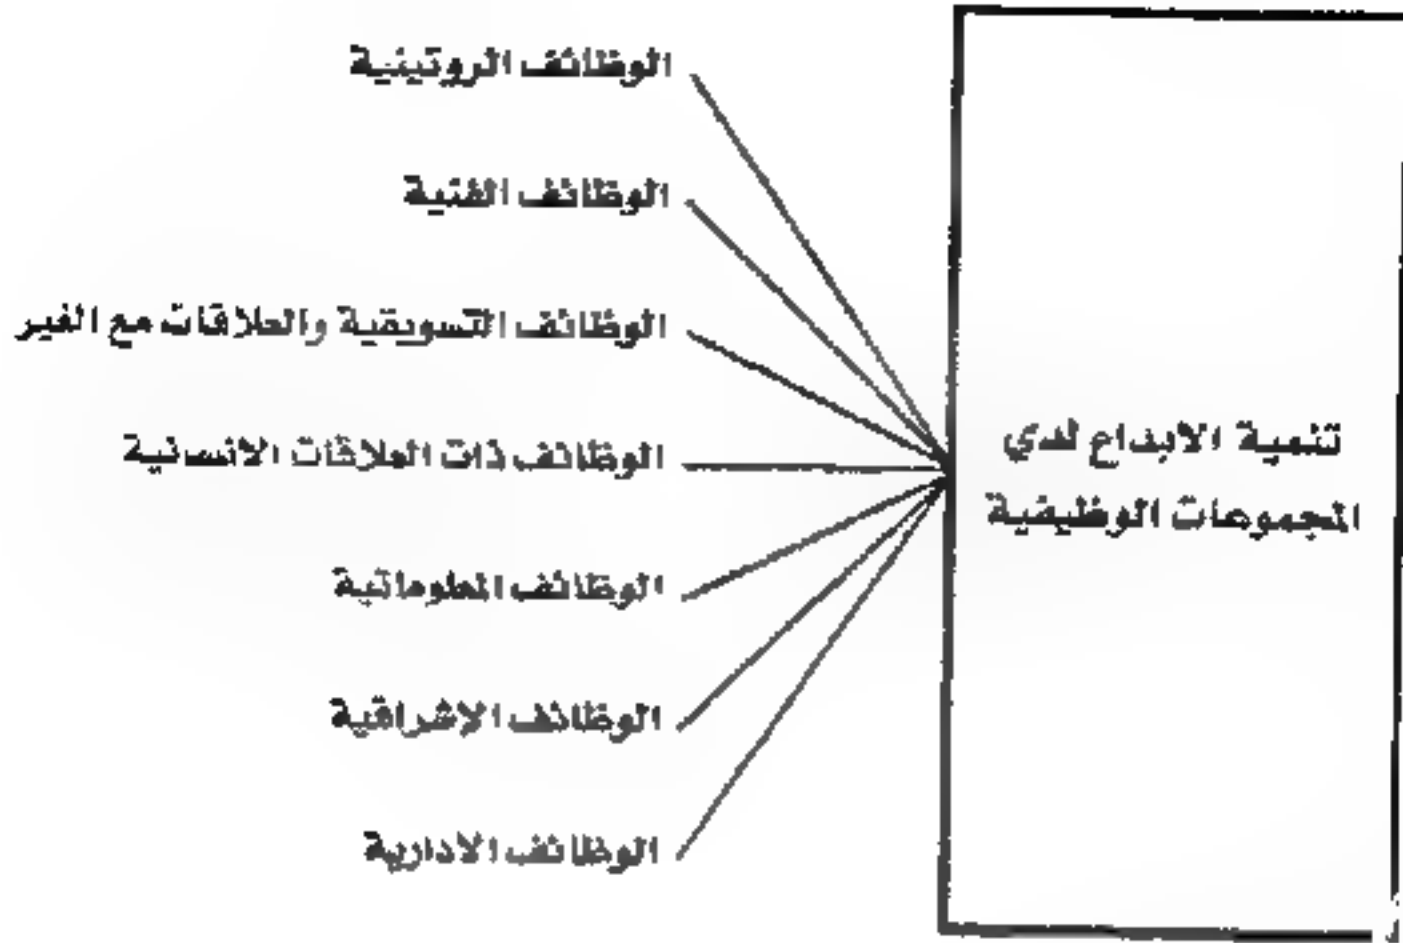 الوظائف الروتينية
الوظائف الفنية
الوظائف التسويقية والعلاقات مع الغير
الوظائف ذات العلاقات الانسانية
الوظائف المعلوماتية
الوظائف الإشرافية
الوظائف الادارية
تنمية الابداع لدي
المجموعات الوظيفية